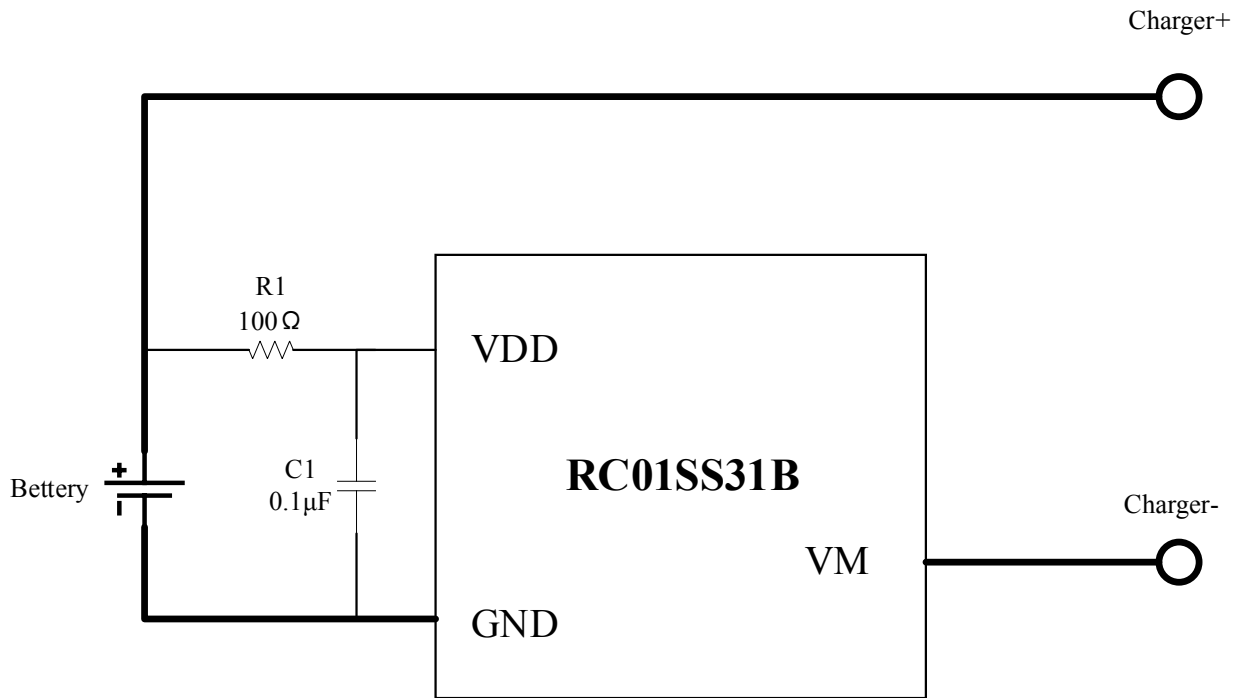 Charger+
R1
100Ω
VDD
Bettery
+
-
C1
0.1μF
RC01SS31B
Charger-
VM
GND